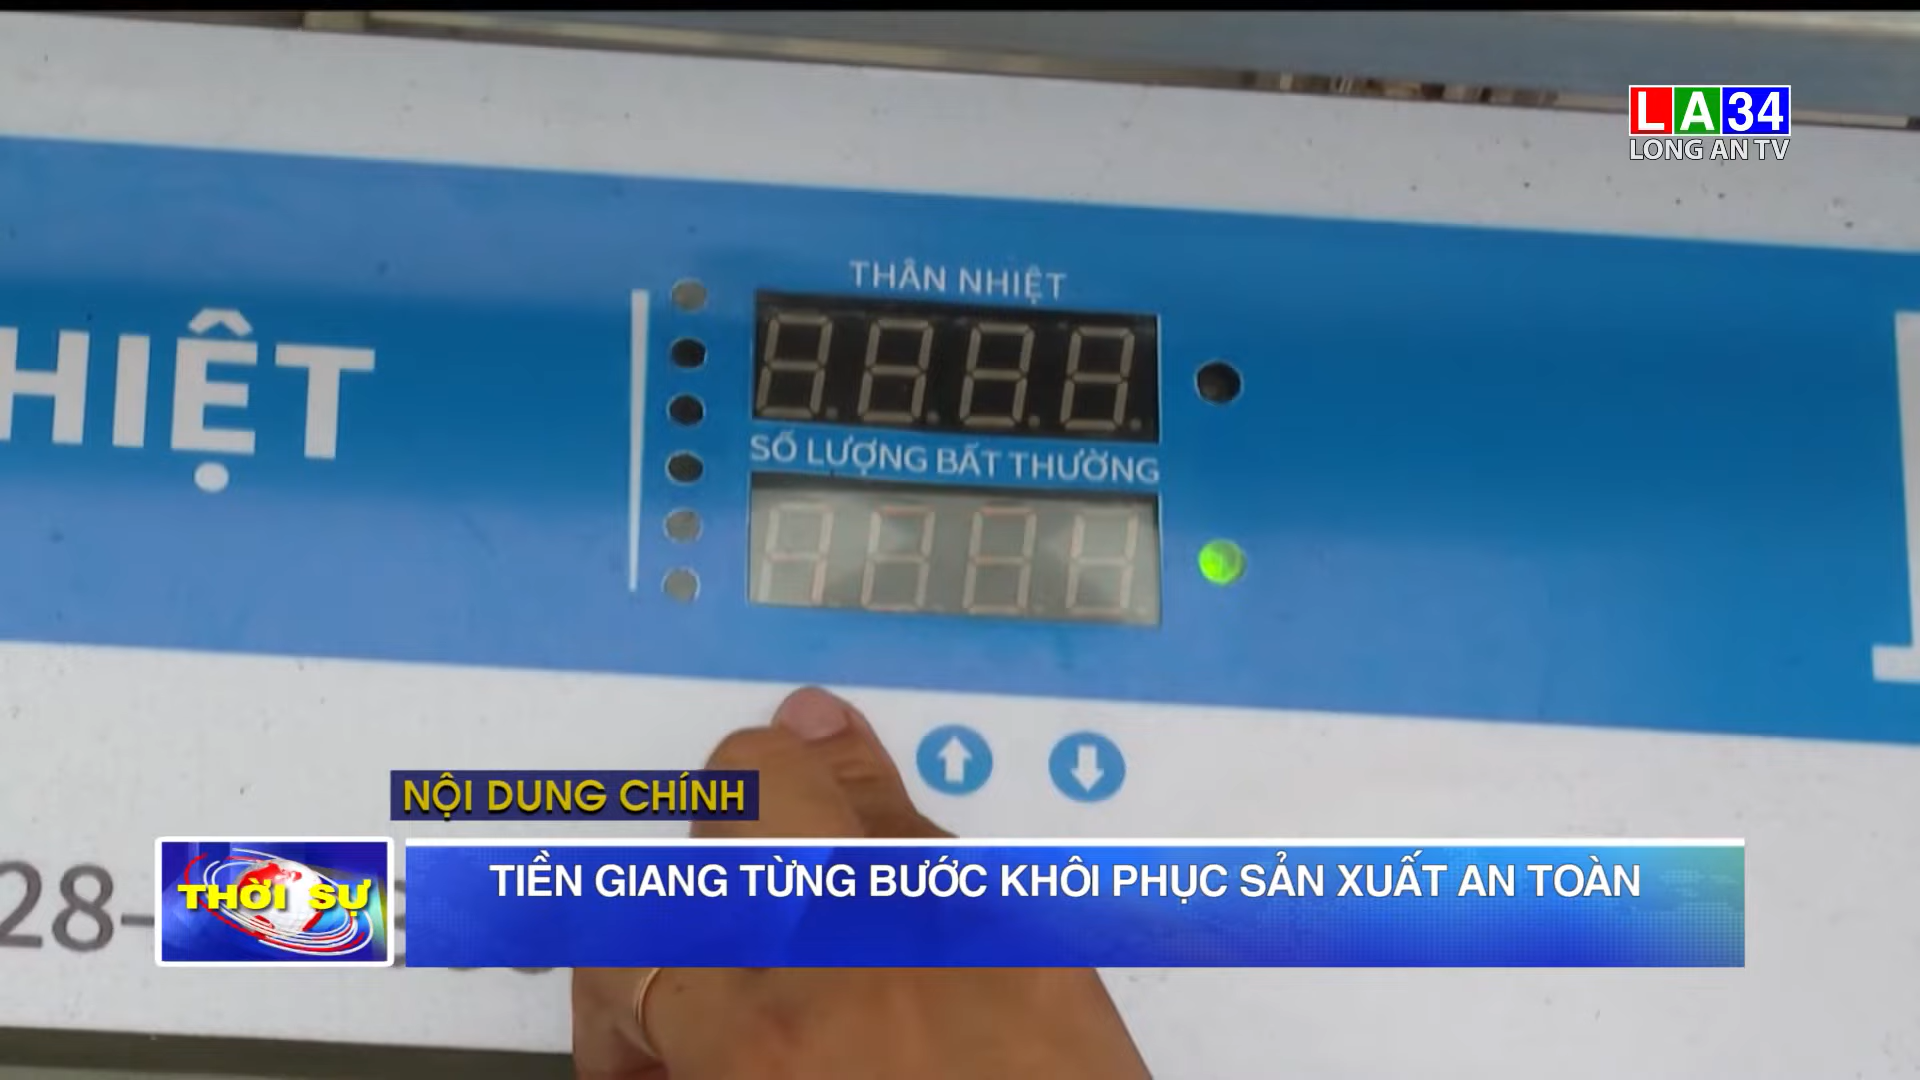 LA34
LONG AN TV
THÂN NHIỆT
HIỆT
SỐ LƯỢNG BẤT THƯỜNG
NỘI DUNG CHÍNH
THỜI SỰ
TIỀN GIANG TỪNG BƯỚC KHÔI PHỤC SẢN XUẤT AN TOÀN
28-